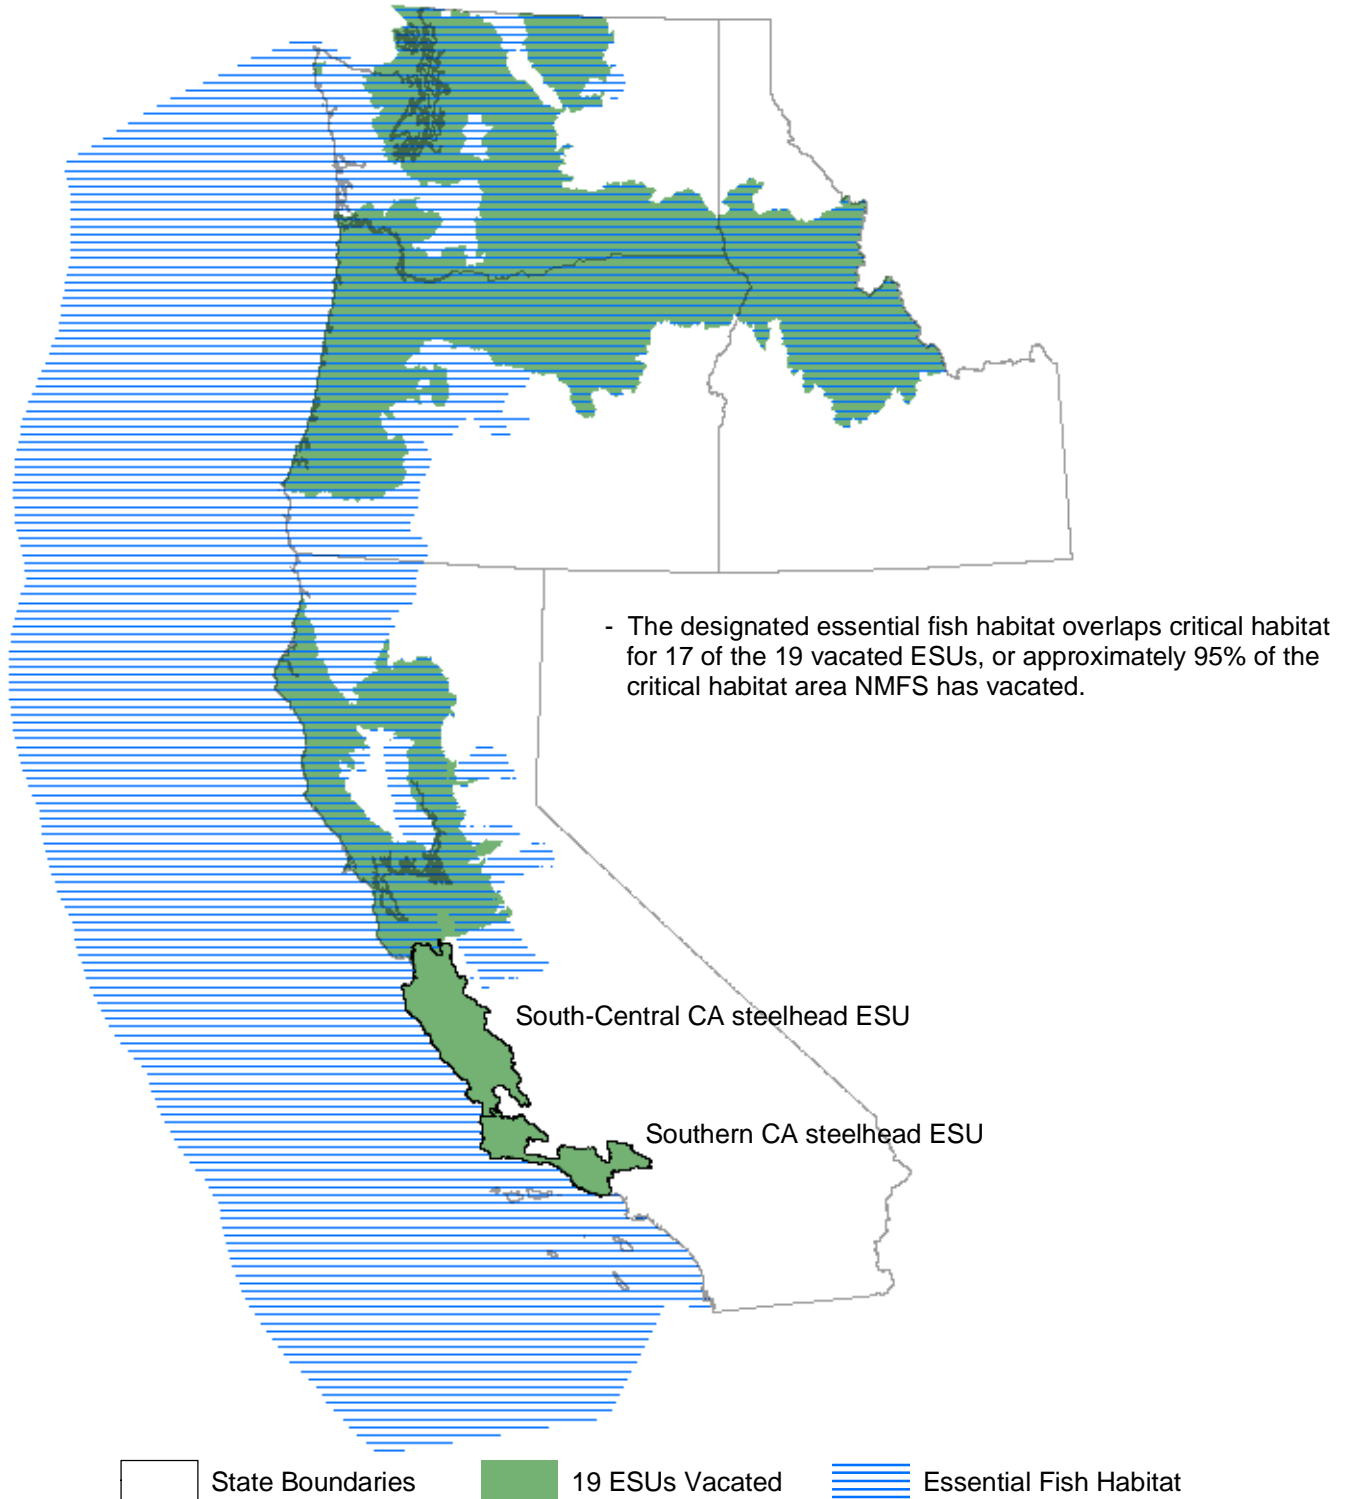 - The designated essential fish habitat overlaps critical habitat
for 17 of the 19 vacated ESUs, or approximately 95% of the
critical habitat area NMFS has vacated.
South-Central CA steelhead ESU
Southern CA steelhead ESU
State Boundaries
19 ESUs Vacated
Essential Fish Habitat